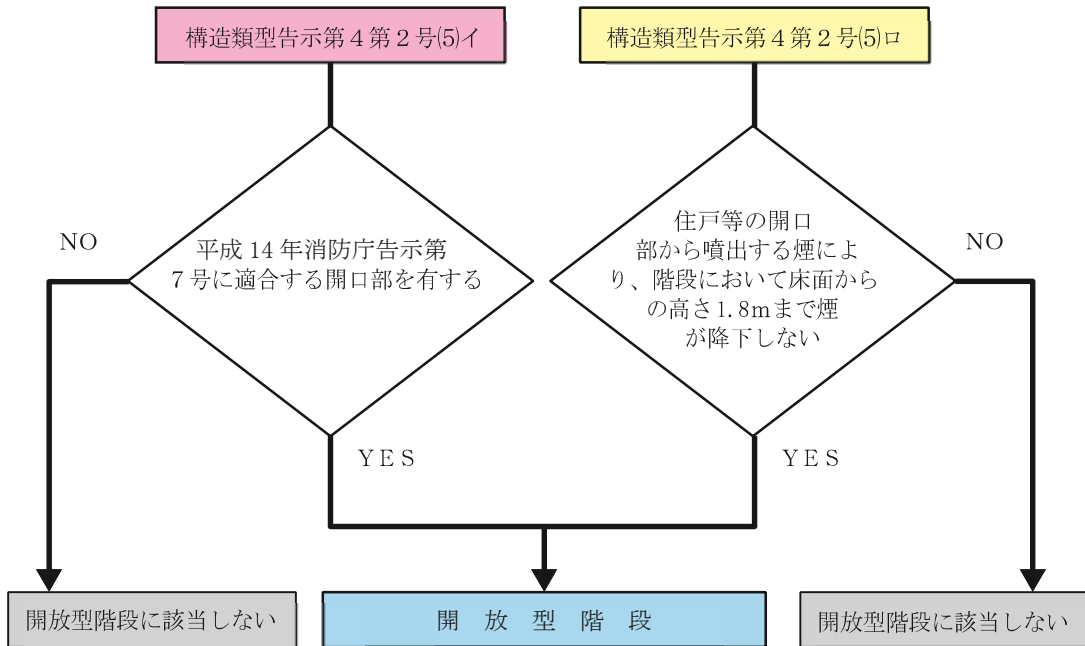 構造類型告示第４第２号⑸イ
構造類型告示第４第２号⑸ロ
平成 14 年消防庁告示第
７号に適合する開口部を有する
住戸等の開口
部から噴出する煙によ
り、階段において床面から
の高さ1.8mまで煙
が降下しない
NO
NO
YES
YES
開放型階段に該当しない
開 放 型 階 段
開放型階段に該当しない